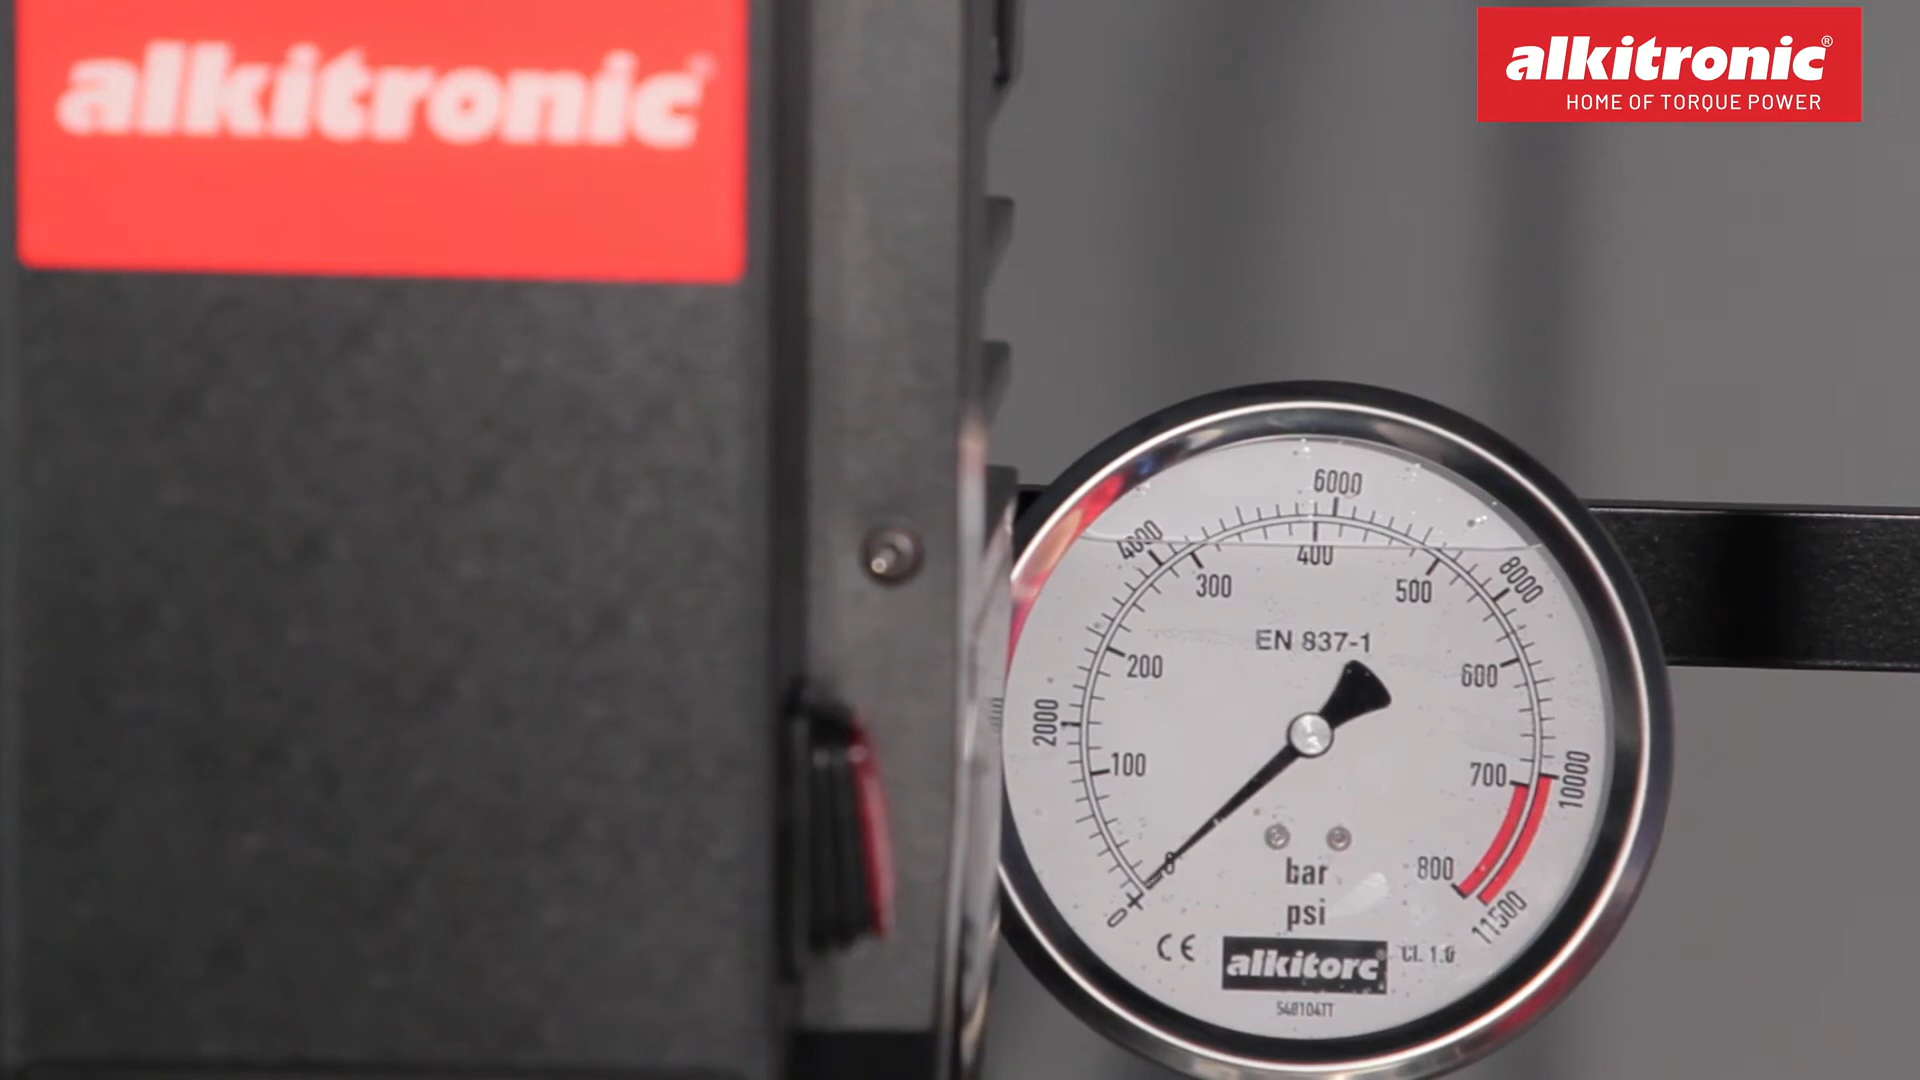 alkitronic
alkitronic®
HOME OF TORQUE POWER
6000
4000
400
8000
300
500
EN 837-1
200
600
2000
100
700
10000
0
800
bar
0
psi
11500
CE
alkitorc
CL. 1.0